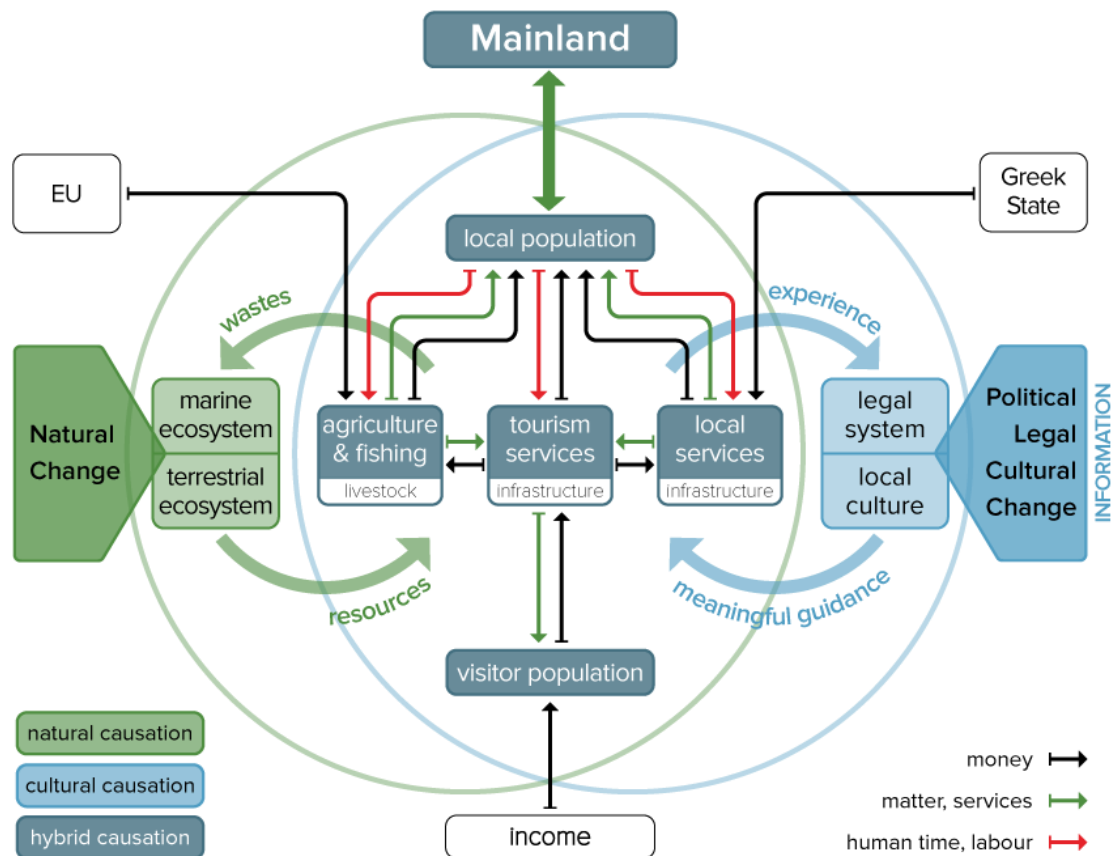 Mainland
EU
Greek
State
local population
wastes
experience
Natural
Change
marine
ecosystem
terrestrial
ecosystem
agriculture
& fishing
livestock
tourism
services
infrastructure
local
services
infrastructure
legal
system
local
culture
Political
Legal
Cultural
Change
INFORMATION
resources
meaningful guidance
visitor population
income
natural causation
cultural causation
hybrid causation
money
matter, services
human time, labour